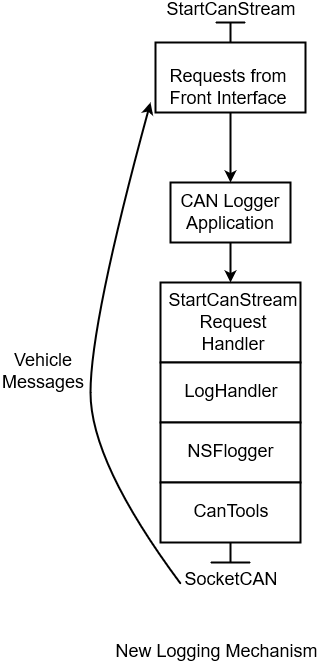 StartCanStream
Requests from
Front Interface
CAN Logger
Application
StartCanStream
Request
Handler
Vehicle
Messages
LogHandler
NSFlogger
CanTools
SocketCAN
New Logging Mechanism